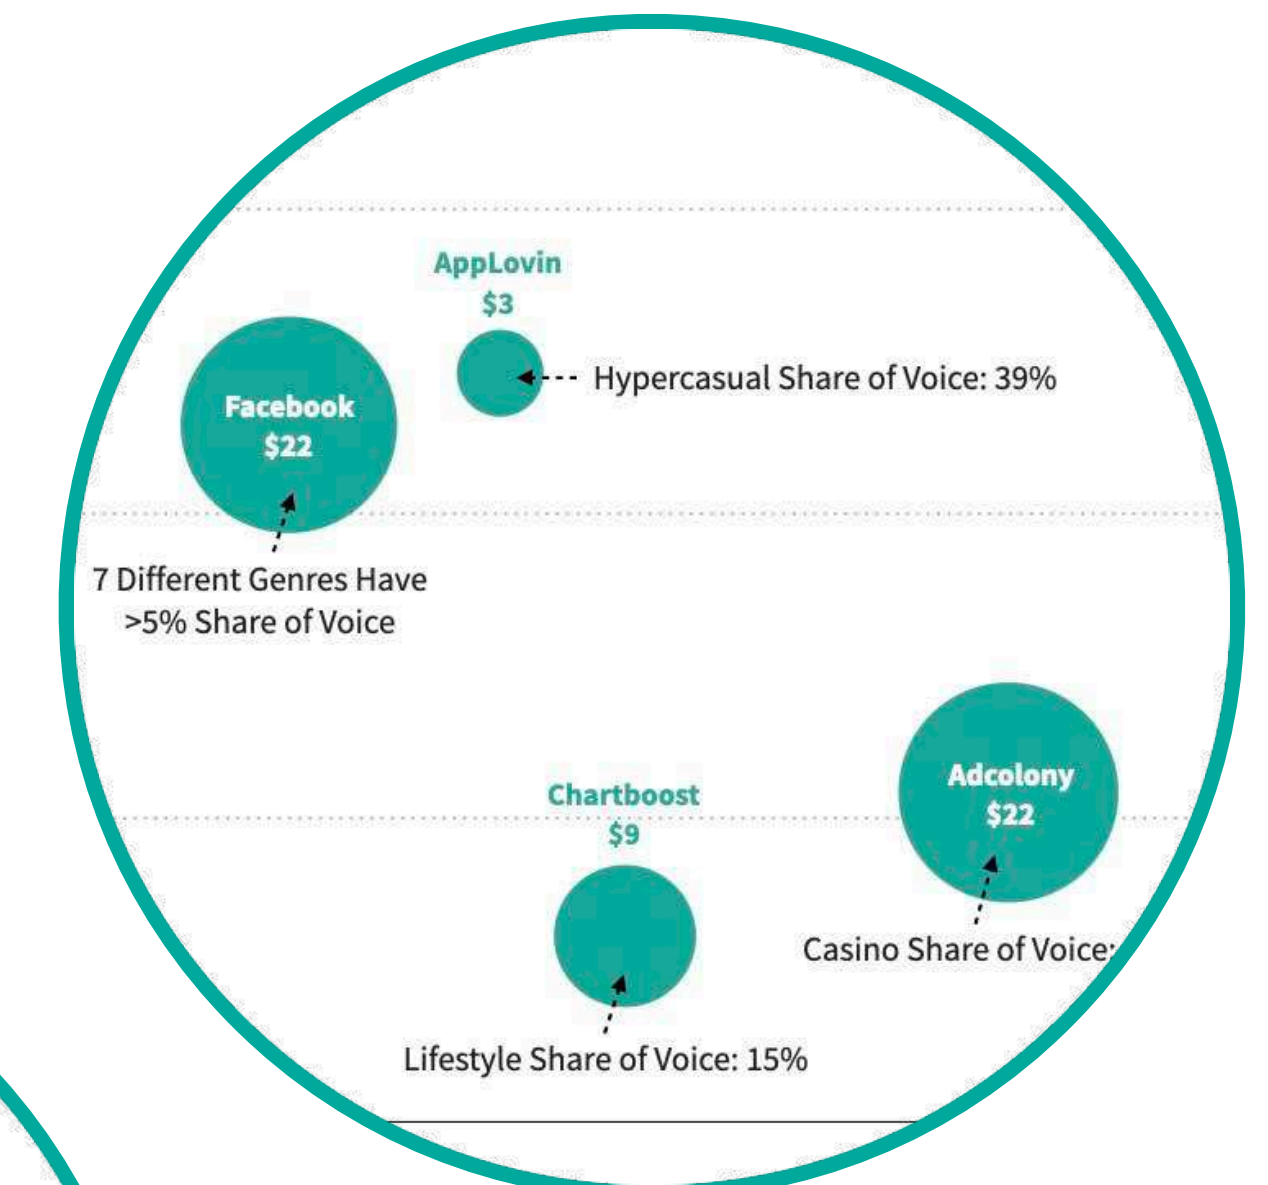 AppLovin
$3
Hypercasual Share of Voice: 39%
Facebook
$22
7 Different Genres Have
>5% Share of Voice
Adcolony
$22
Chartboost
$9
Casino Share of Voice:
Lifestyle Share of Voice: 15%